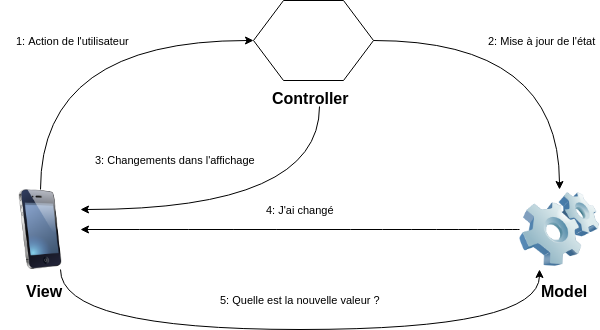 1: Action de l'utilisateur
2: Mise à jour de l'état
Controller
3: Changements dans l'affichage
4: J'ai changé
View
Model
5: Quelle est la nouvelle valeur ?